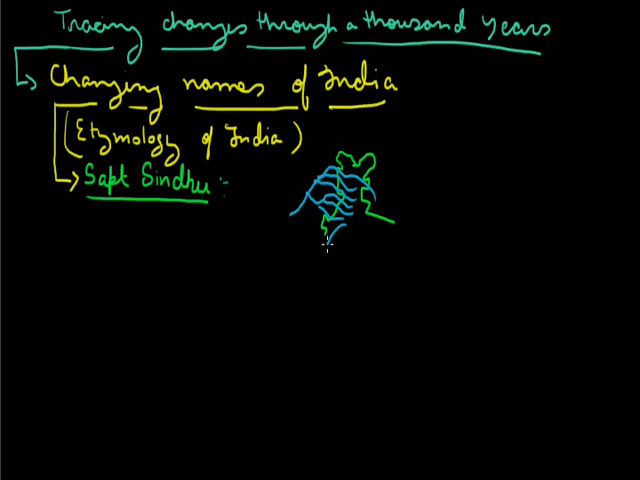 Tracing changes through a thousand years
Changing names of India
(Etymology of India)
Sapt Sindhu :-